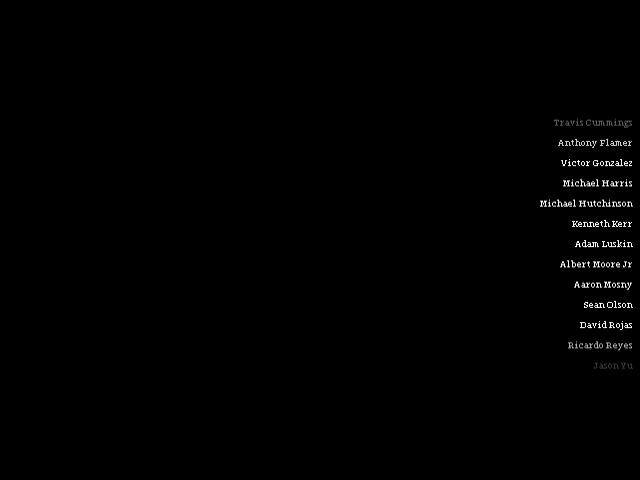 Travis Cummings
Anthony Flamer
Victor Gonzalez
Michael Harris
Michael Hutchinson
Kenneth Kerr
Adam Luskin
Albert Moore Jr
Aaron Mosny
Sean Olson
David Rojas
Ricardo Reyes
Jason Yu